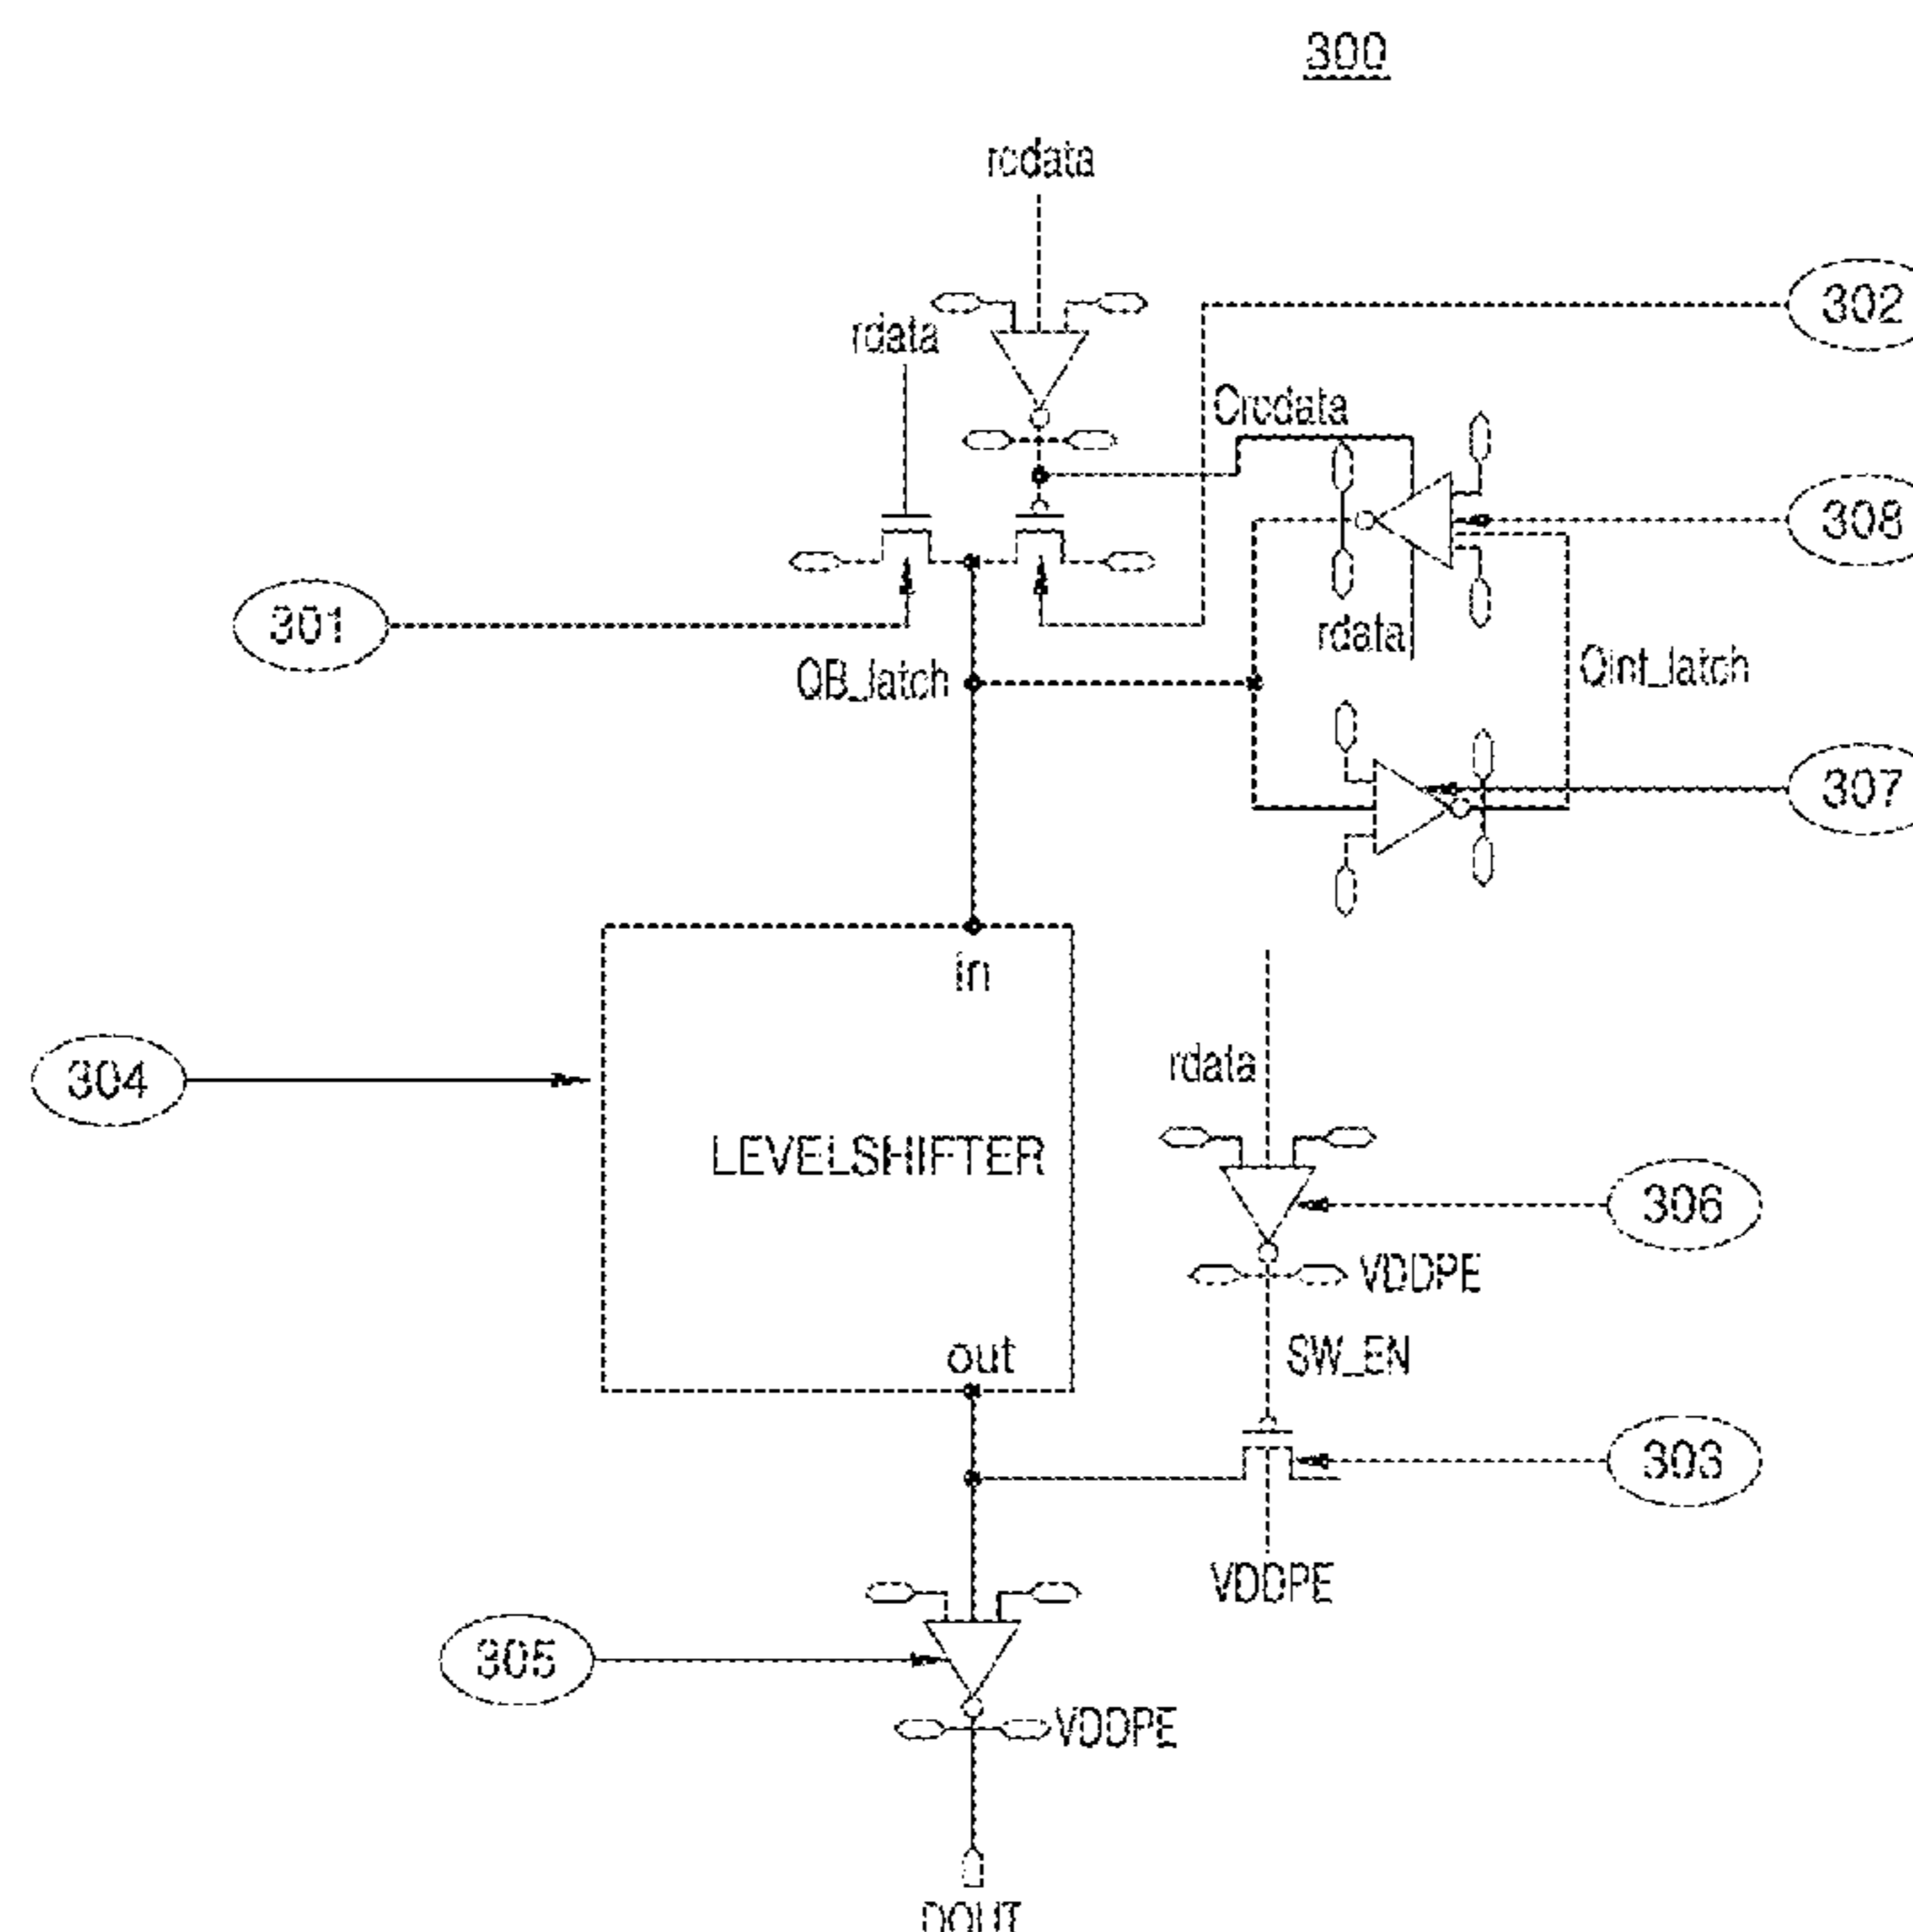 300
rcdata
rdata
302
Crcdata
308
301
rdata
QB_latch
Qint_latch
307
in
304
rdata
LEVELSHIFTER
306
VDDPE
out
SW_EN
303
VDDPE
305
VDDPE
DOUT